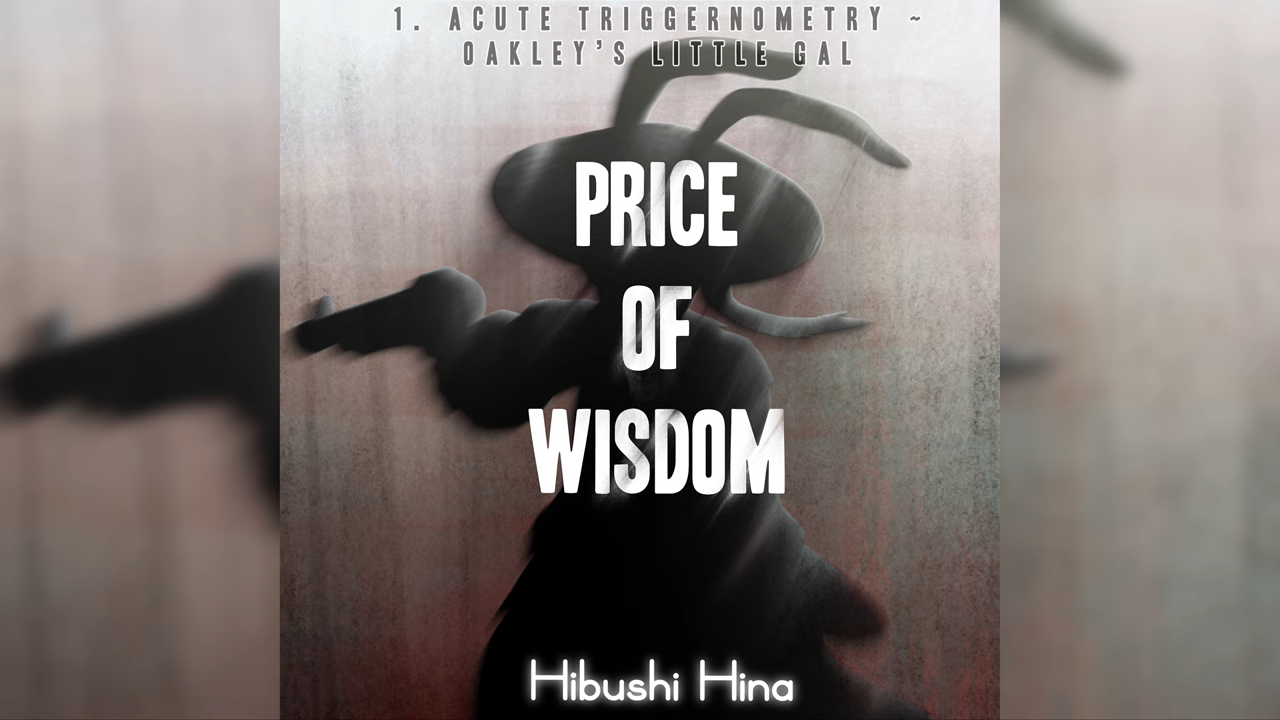 1. ACUTE TRIGGERNOMETRY ~
OAKLEY'S LITTLE GAL
PRICE
OF
WISDOM
Hibushi Hina